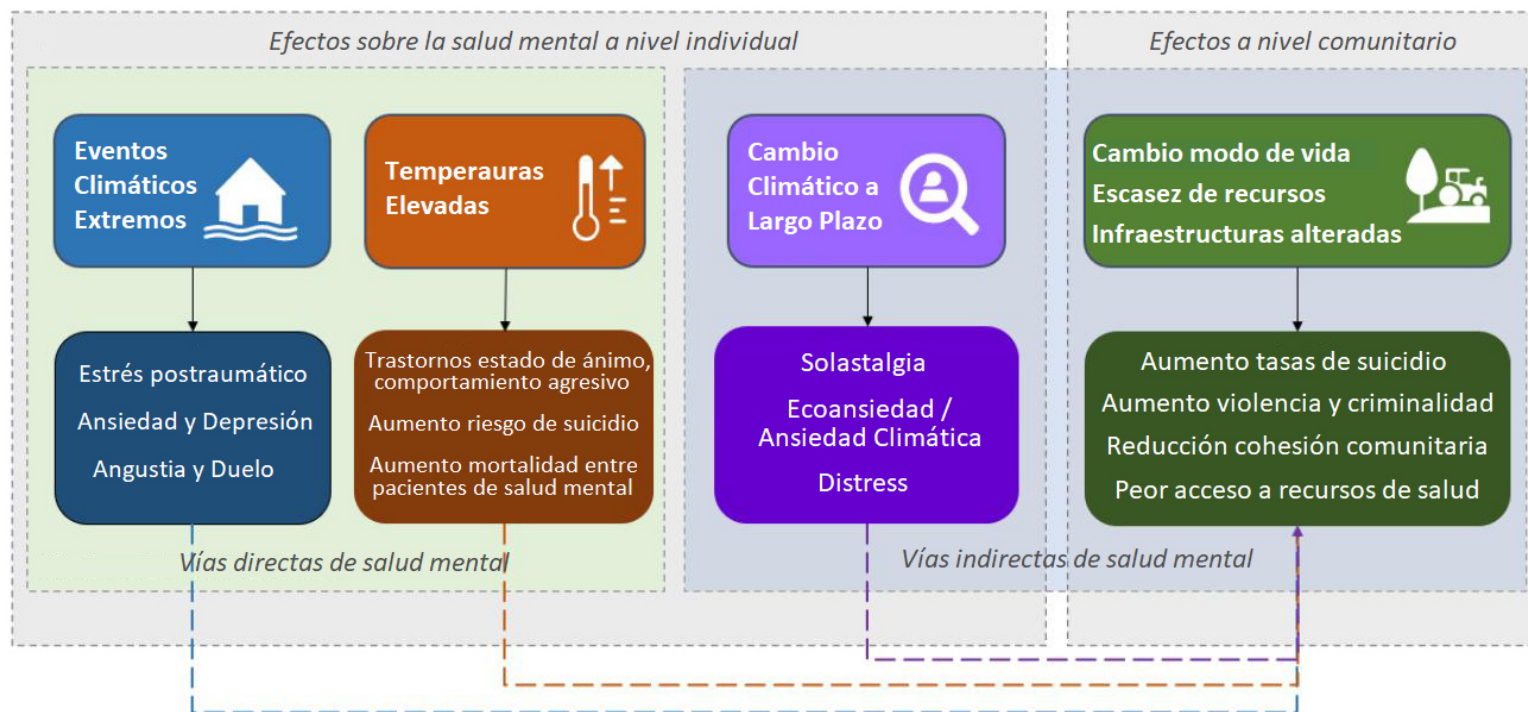 Efectos sobre la salud mental a nivel individual
Efectos a nivel comunitario
Eventos
Climáticos
Extremos
Temperauras
Elevadas
Cambio
Climático a
Largo Plazo
Cambio modo de vida
Escasez de recursos
Infraestructuras alteradas
Estrés postraumático
Ansiedad y Depresión
Angustia y Duelo
Trastornos estado de ánimo,
comportamiento agresivo
Aumento riesgo de suicidio
Aumento mortalidad entre
pacientes de salud mental
Solastalgia
Ecoansiedad /
Ansiedad Climática
Distress
Aumento tasas de suicidio
Aumento violencia y criminalidad
Reducción cohesión comunitaria
Peor acceso a recursos de salud
Vías directas de salud mental
Vías indirectas de salud mental